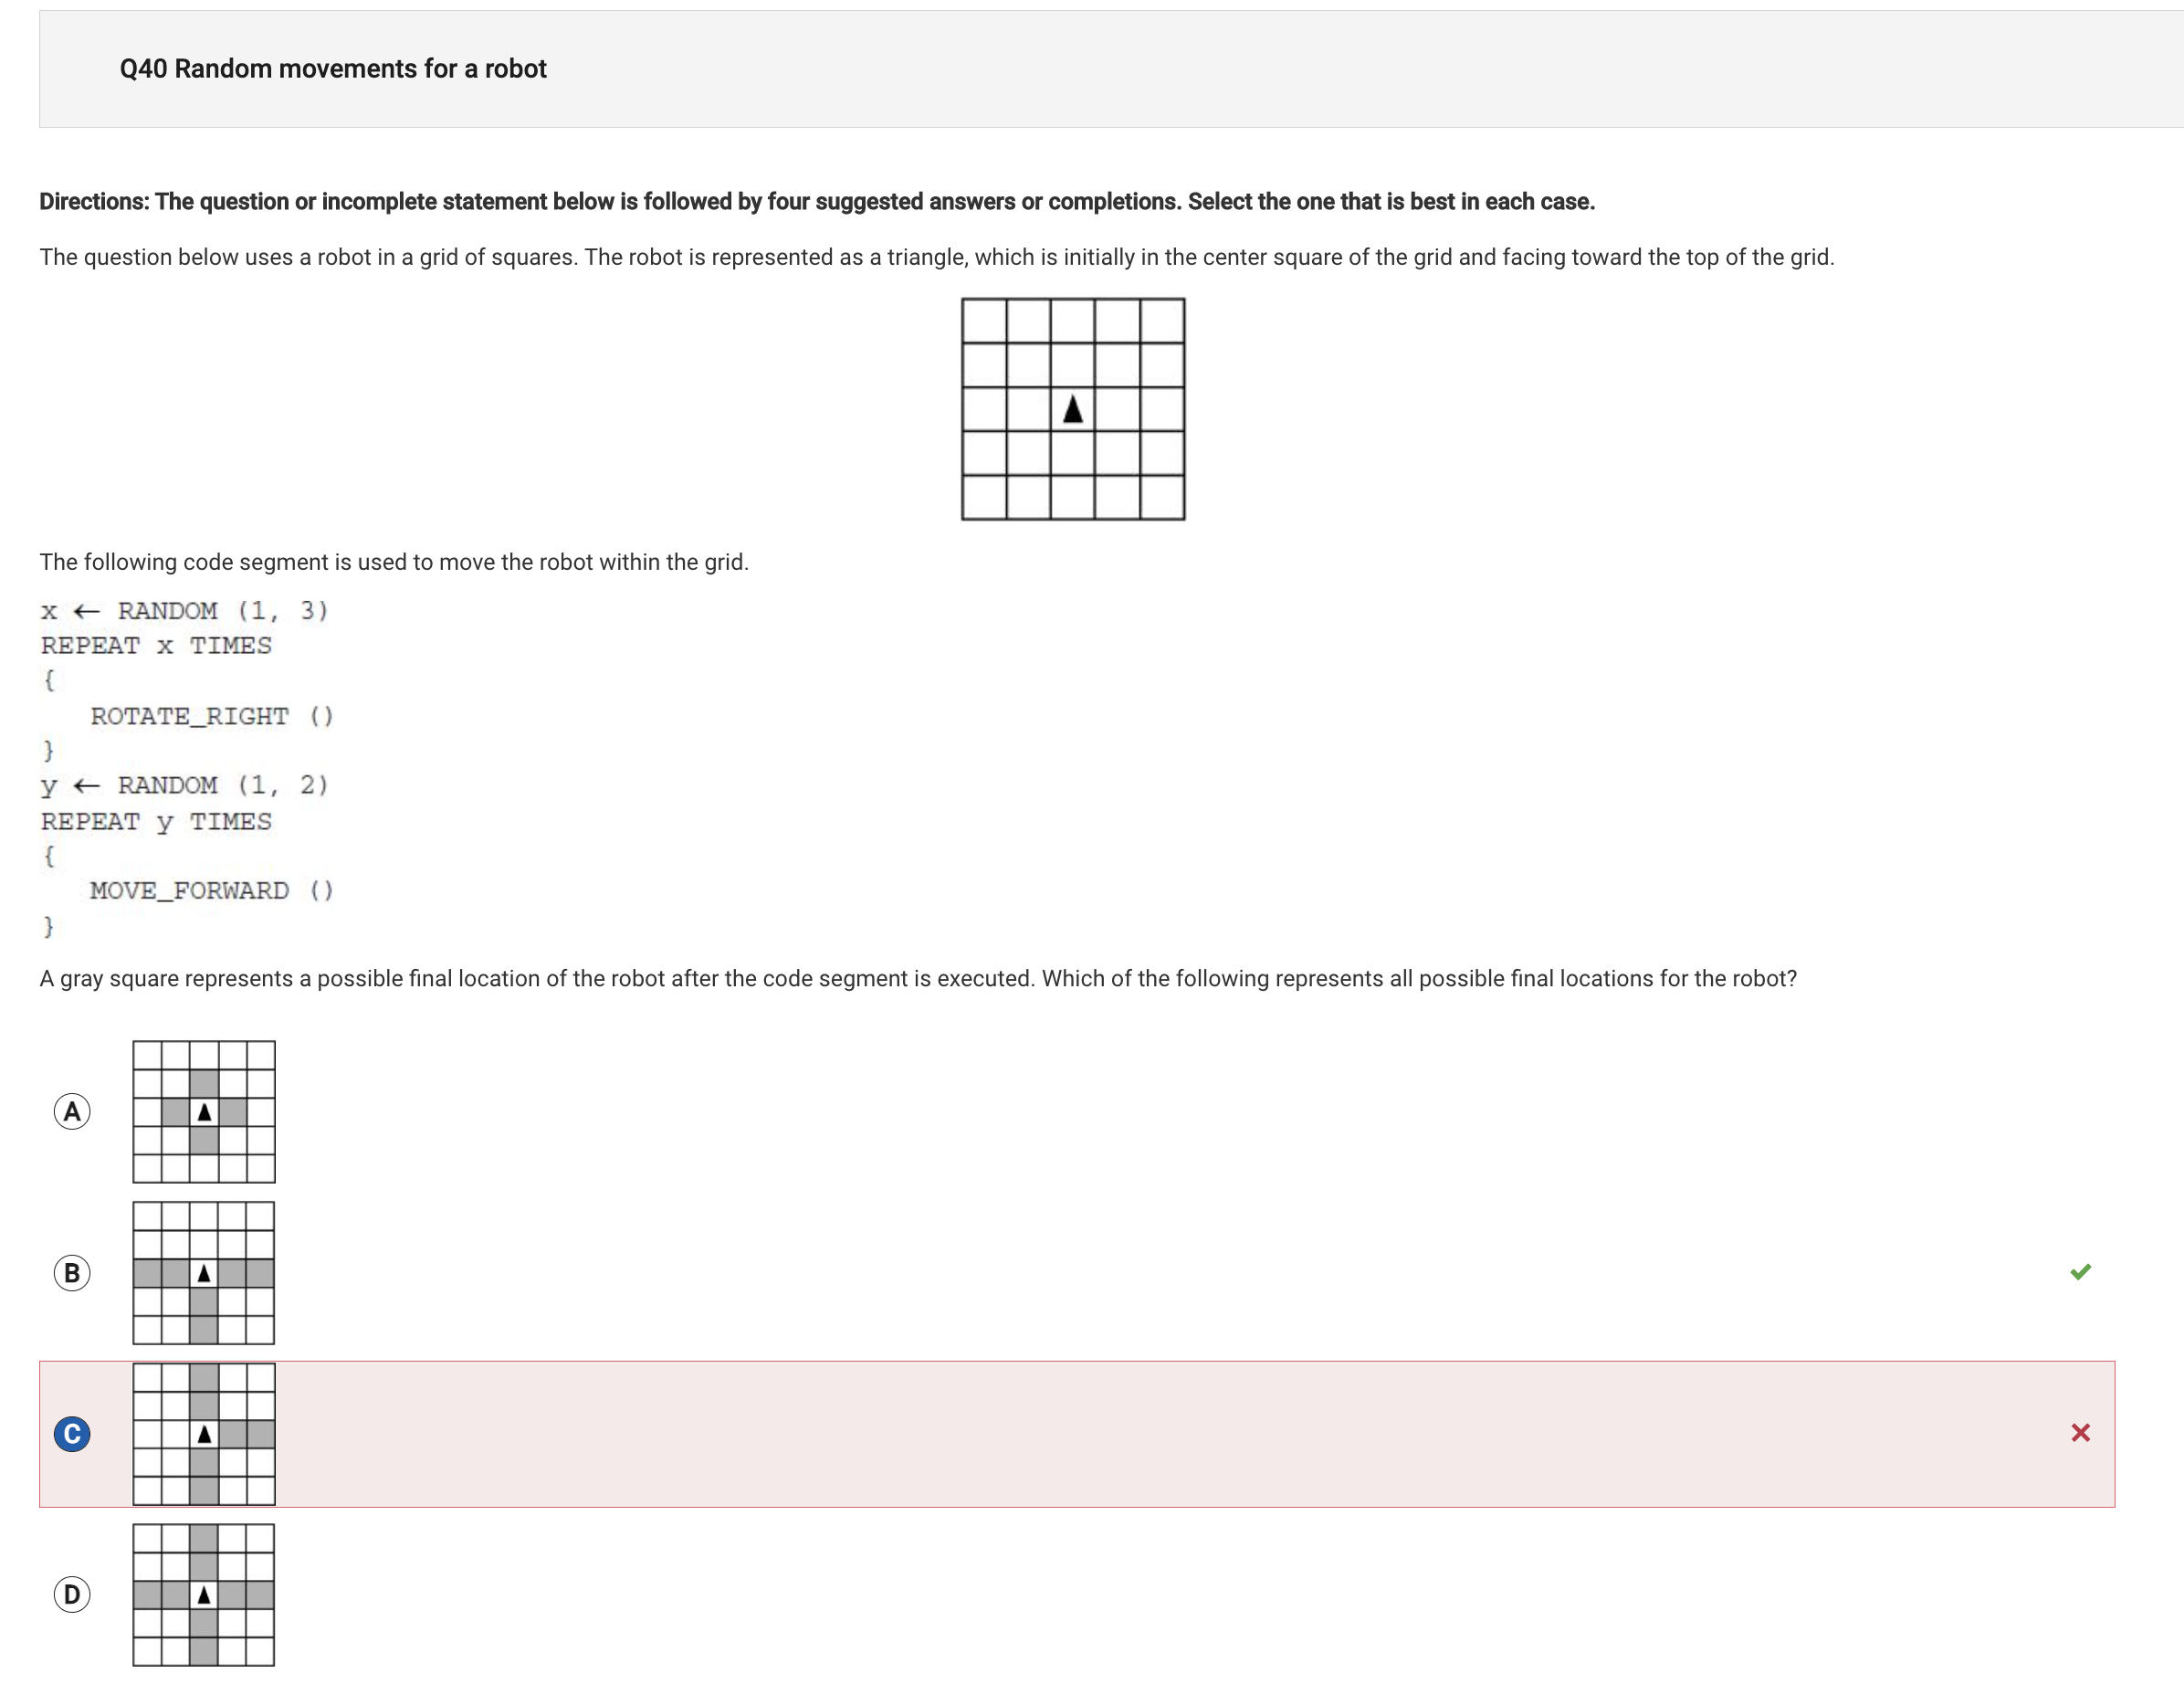 Q40 Random movements for a robot
Directions: The question or incomplete statement below is followed by four suggested answers or completions. Select the one that is best in each case.
The question below uses a robot in a grid of squares. The robot is represented as a triangle, which is initially in the center square of the grid and facing toward the top of the grid.
The following code segment is used to move the robot within the grid.
x ← RANDOM (1, 3)
REPEAT x TIMES
{
ROTATE_RIGHT ()
}
y ← RANDOM (1, 2)
REPEAT y TIMES
{
MOVE_FORWARD ()
}
A gray square represents a possible final location of the robot after the code segment is executed. Which of the following represents all possible final locations for the robot?
A
B
C
D